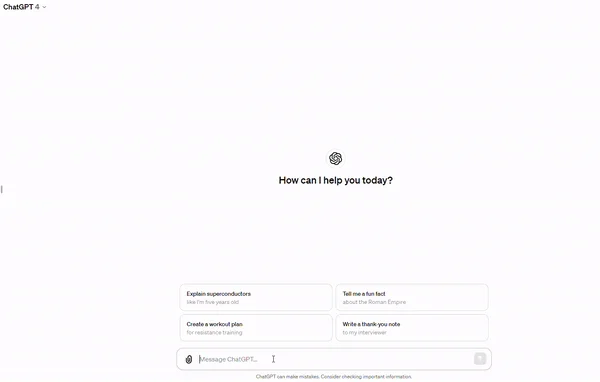 ChatGPT 4
How can I help you today?
Explain superconductors
like I'm five years old
Tell me a fun fact
about the Roman Empire
Create a workout plan
for resistance training
Write a thank-you note
to my interviewer
Message ChatGPT...
ChatGPT can make mistakes. Consider checking important information.